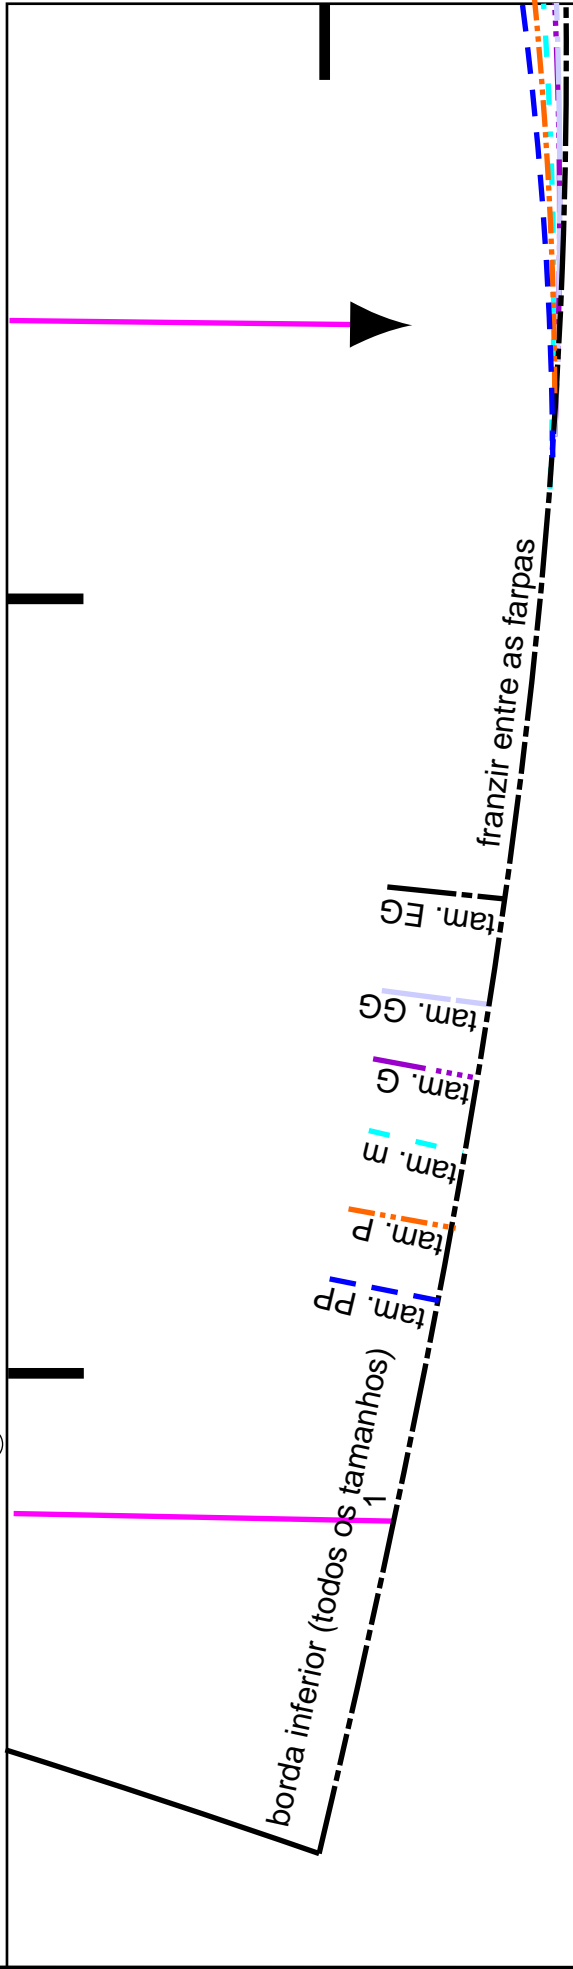 franzir entre as farpas
tam. EG
tam. GG
tam. G
tam. m
tam. P
tam. PP
borda inferior (todos os tamanhos)
1